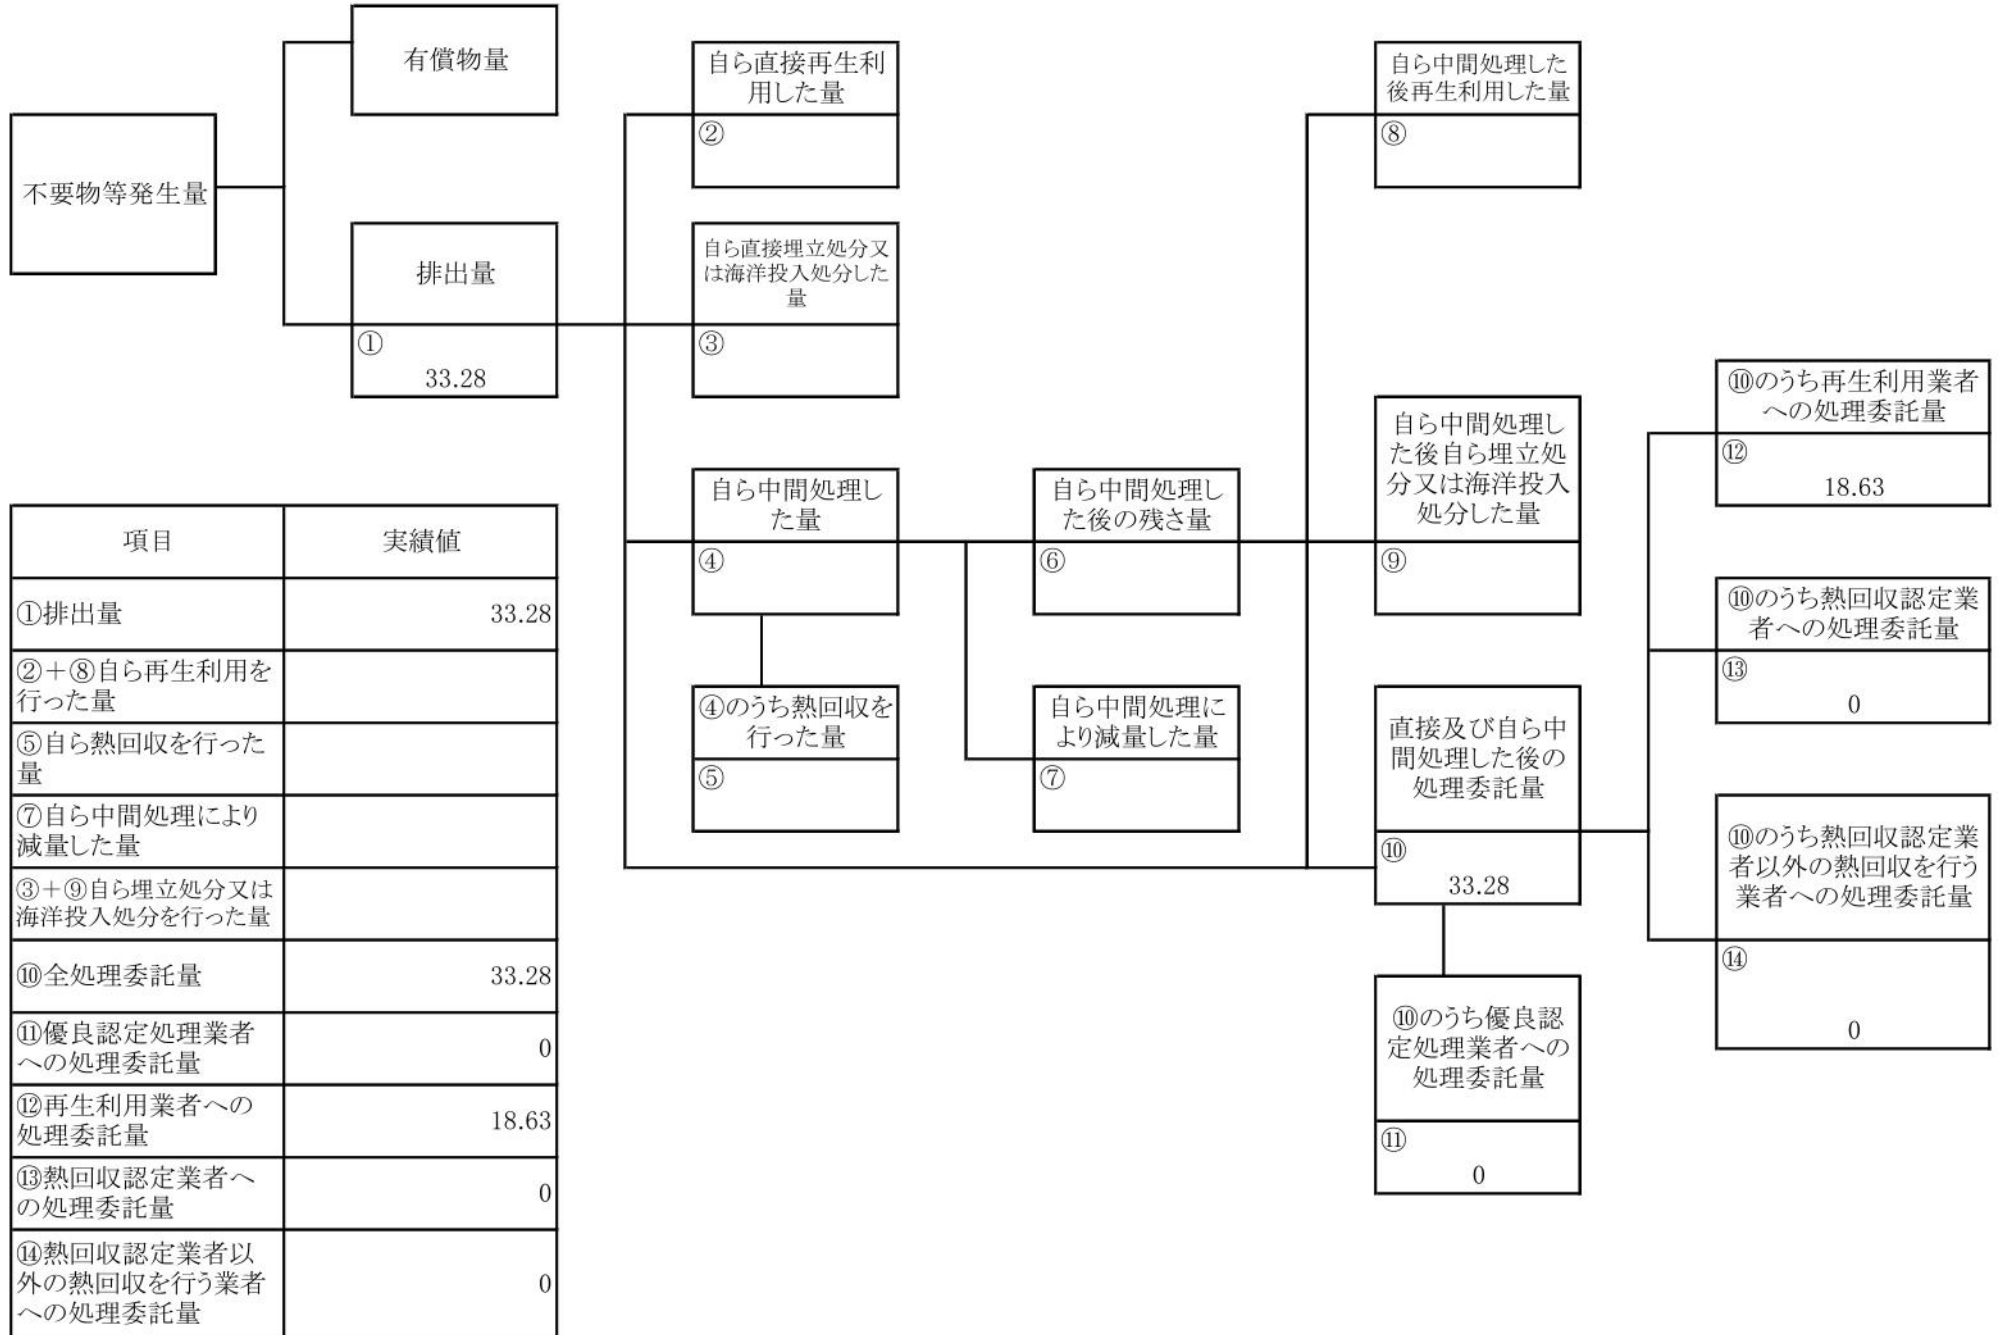 有償物量
不要物等発生量
排出量
①
33.28
自ら直接再生利
用した量
②
自ら直接埋立処分又
は海洋投入処分した
量
③
自ら中間処理し
た量
④
④のうち熱回収を
行った量
⑤
自ら中間処理し
た後の残さ量
⑥
自ら中間処理に
より減量した量
⑦
自ら中間処理した
後再生利用した量
⑧
自ら中間処理し
た後自ら埋立処
分又は海洋投入
処分した量
⑨
直接及び自ら中
間処理した後の
処理委託量
⑩
33.28
⑩のうち優良認
定処理業者への
処理委託量
⑪
0
⑩のうち再生利用業者
への処理委託量
⑫
18.63
⑩のうち熱回収認定業
者への処理委託量
⑬
0
⑩のうち熱回収認定業
者以外の熱回収を行う
業者への処理委託量
⑭
0
項目 実績値
①排出量 33.28
②＋⑧自ら再生利用を
行った量
⑤自ら熱回収を行った
量
⑦自ら中間処理により
減量した量
③＋⑨自ら埋立処分又は
海洋投入処分を行った量
⑩全処理委託量 33.28
⑪優良認定処理業者
への処理委託量 0
⑫再生利用業者への
処理委託量 18.63
⑬熱回収認定業者へ
の処理委託量 0
⑭熱回収認定業者以
外の熱回収を行う業者 0
への処理委託量